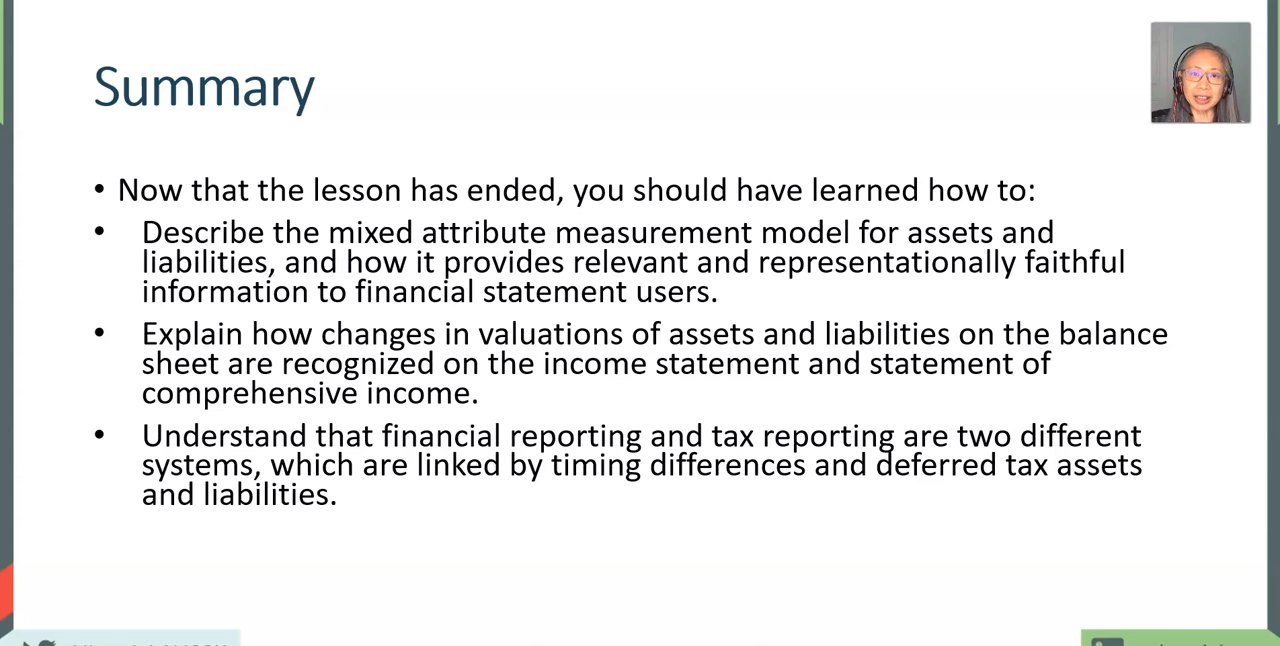 Summary
• Now that the lesson has ended, you should have learned how to:
• Describe the mixed attribute measurement model for assets and
liabilities, and how it provides relevant and representationally faithful
information to financial statement users.
• Explain how changes in valuations of assets and liabilities on the balance
sheet are recognized on the income statement and statement of
comprehensive income.
• Understand that financial reporting and tax reporting are two different
systems, which are linked by timing differences and deferred tax assets
and liabilities.